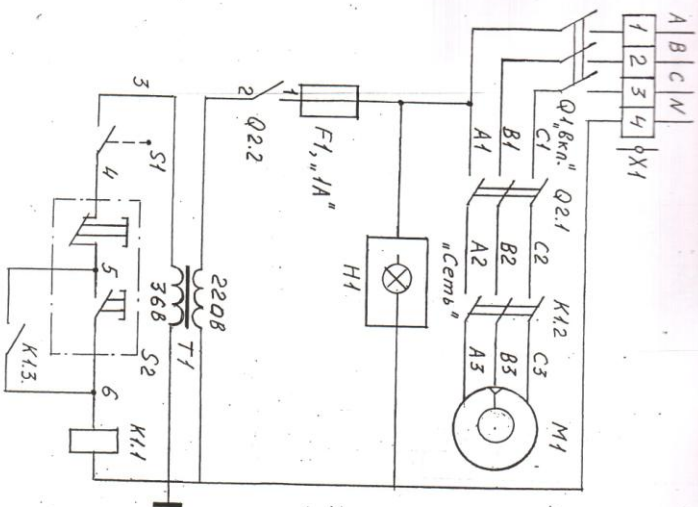 A B C N
1 2 3 4
X1
Q1 "Вкл."
A1 B1 C1
Q2.1
A2 B2 C2
"Сеть"
K1.2
A3 B3 C3
M1
H1
F1, "1А"
1
2
Q2.2
220В
36В
T1
3
S1
4
5
S2
K1.3.
6
K1.1